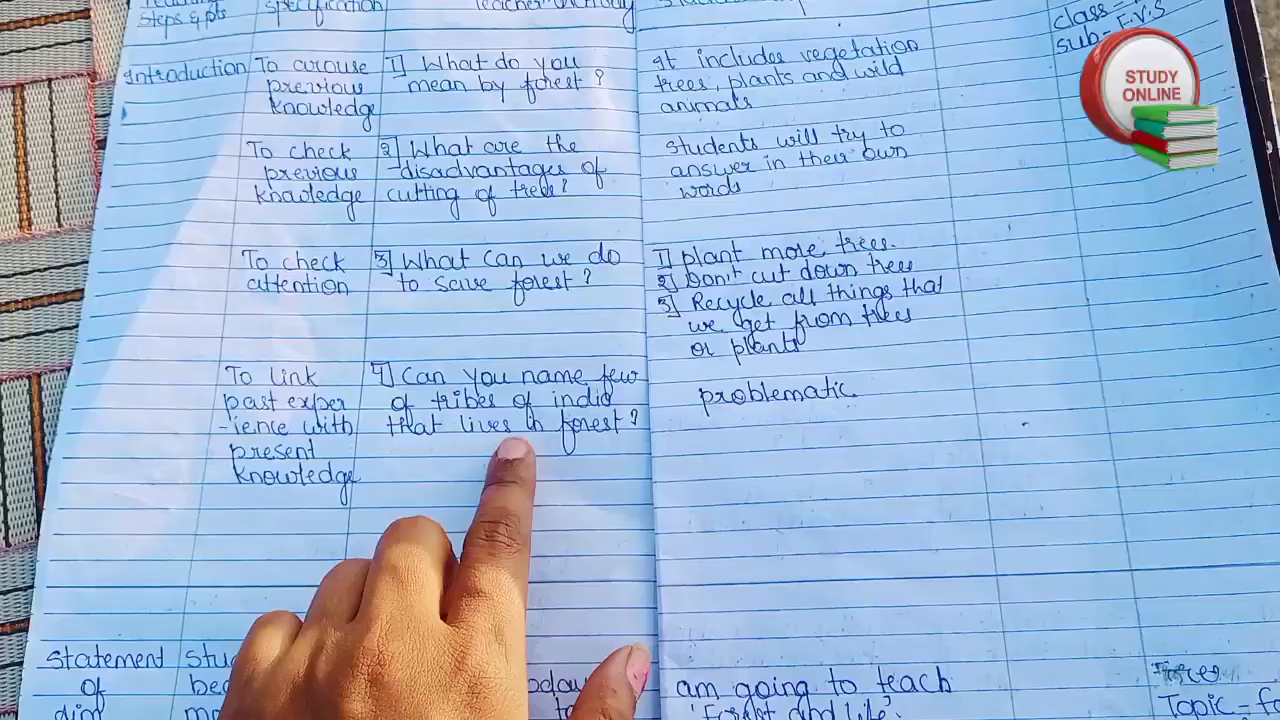 Steps & pts
specification
Teacher
class=
sub- E.V.S
STUDY
ONLINE
Introduction
To arouse
previous
knowledge
1] What do you
mean by forest ?
It includes vegetation
trees, plants and wild
animals
To check
previous
knowledge
2] What are the
-disadvantages of
cutting of trees?
students will try to
answer in their own
words
To check
attention
3] What can we do
to save forest ?
1] plant more trees.
2] Don't cut down trees
3] Recycle all things that
we get from trees
or plants
To link
past exper
-ience with
present
knowledge
4] Can you name few
of tribes of india
that lives in forest ?
problematic
statement
of
am going to teach
'Forest and life'.
Topic =